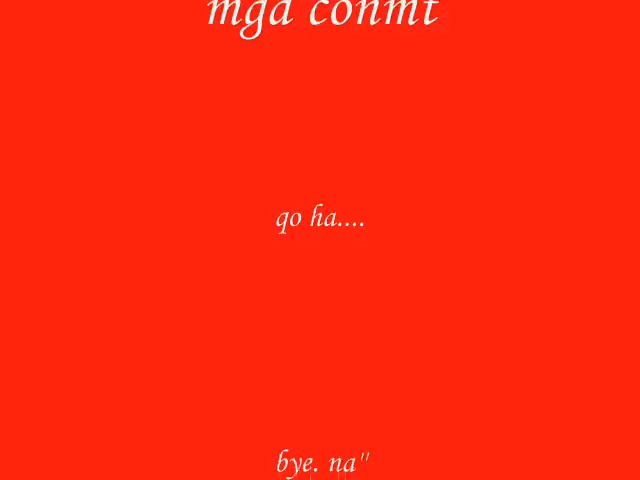 mga conmt
qo ha....
bye. na"